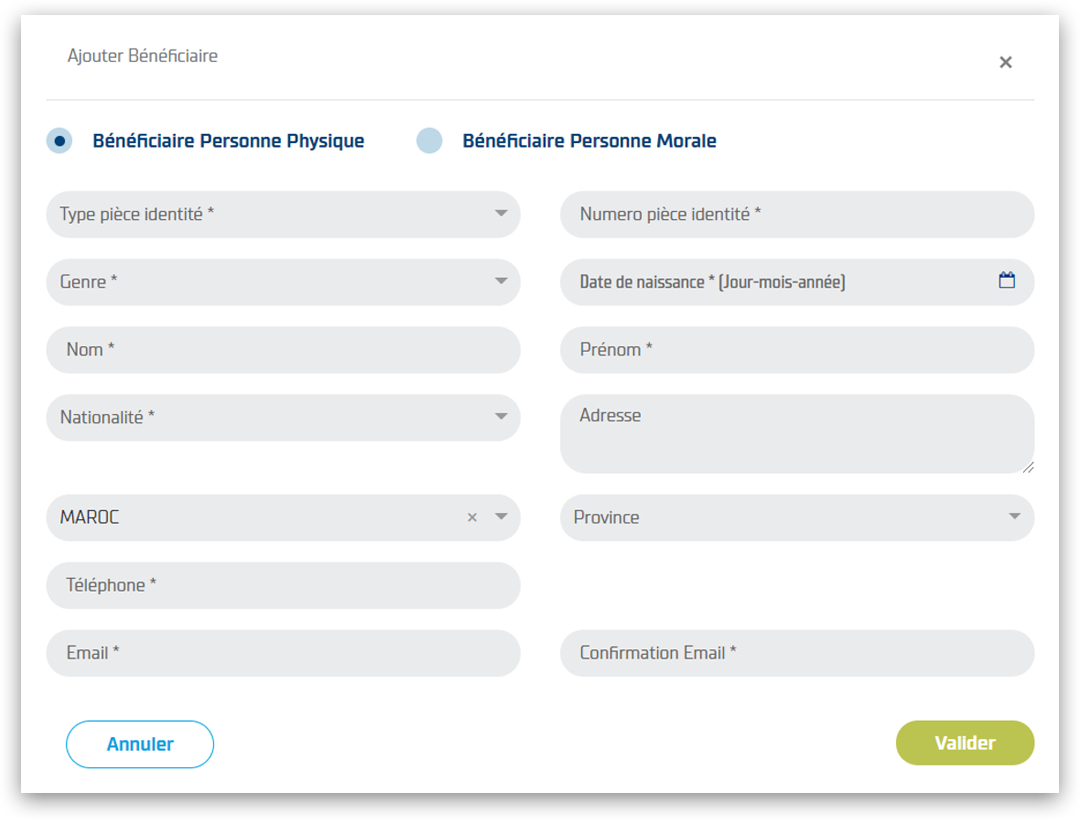 Ajouter Bénéficiaire
×
Bénéficiaire Personne Physique
Bénéficiaire Personne Morale
Type pièce identité *
Numero pièce identité *
Genre *
Date de naissance * (Jour-mois-année)
Nom *
Prénom *
Nationalité *
Adresse
MAROC ×
Province
Téléphone *
Email *
Confirmation Email *
Annuler
Valider